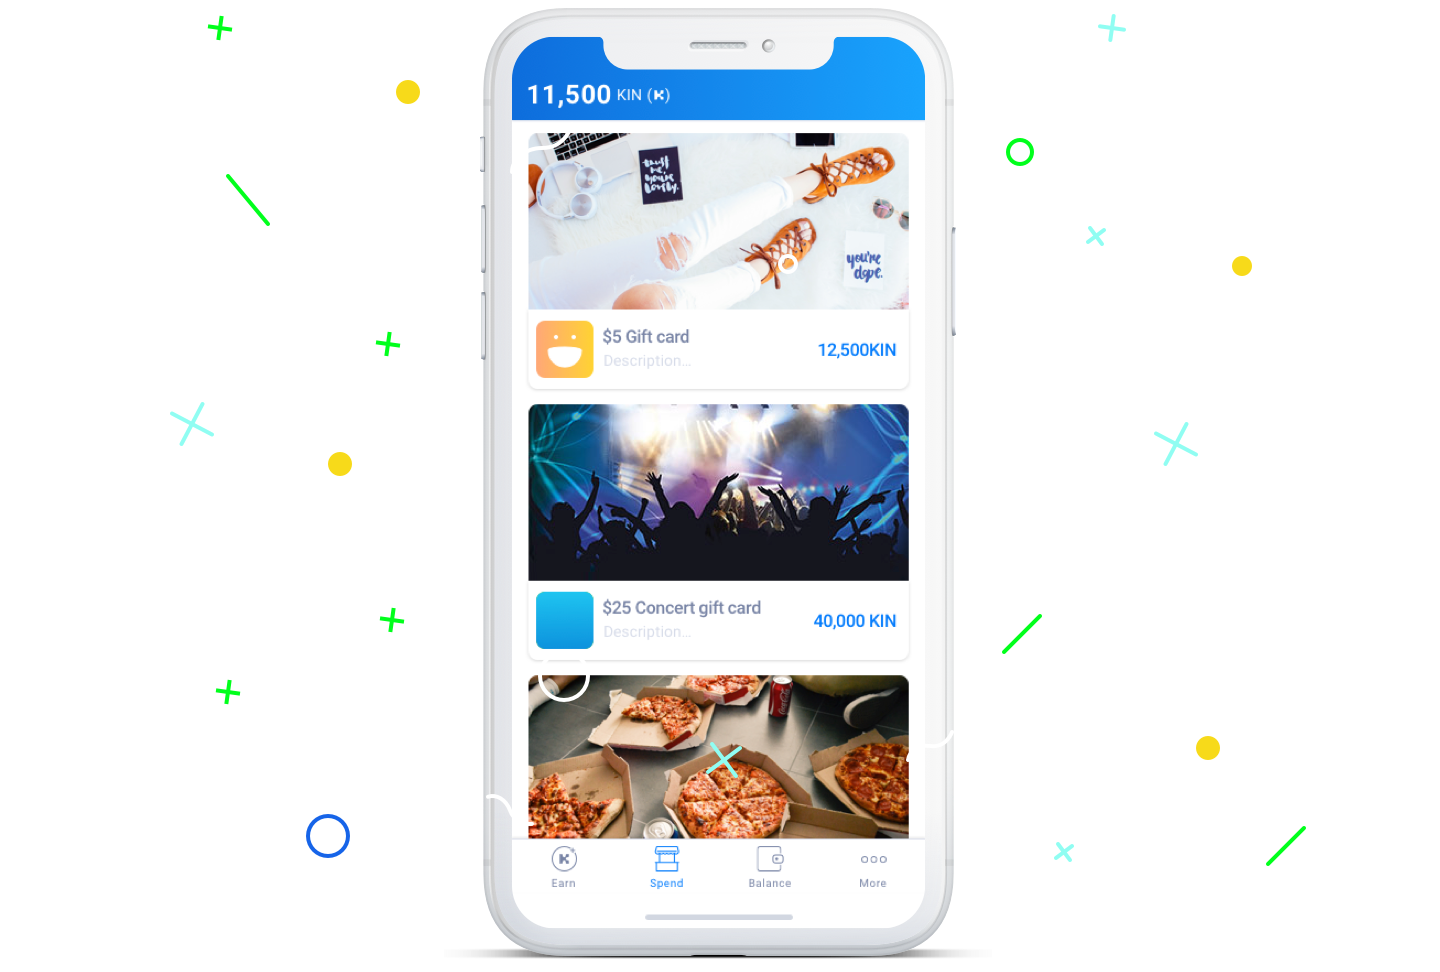 11,500 KIN (K)
trust
me,
you're
lovely.
you're
dope.
$5 Gift card
Description...
12,500KIN
$25 Concert gift card
Description...
40,000 KIN
Earn
Spend
Balance
More